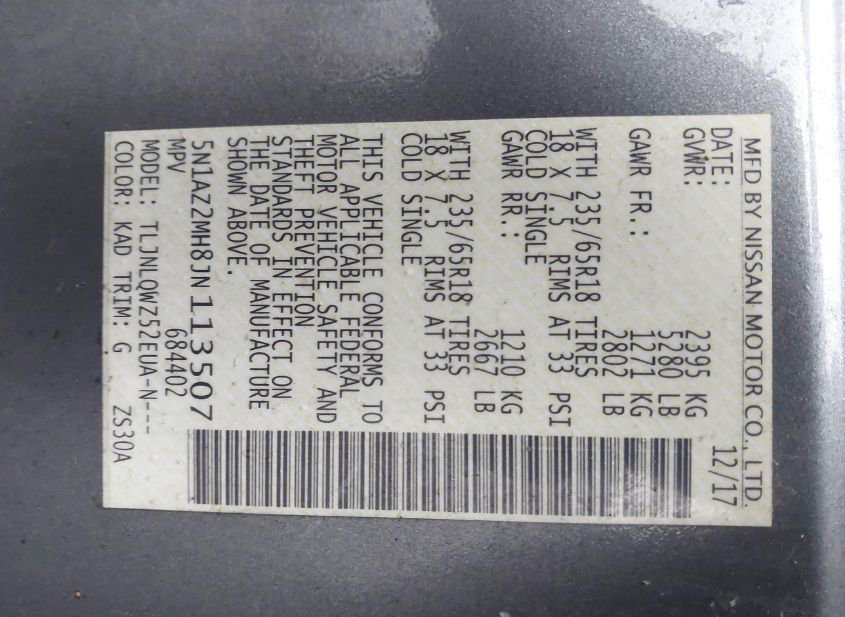 MFD BY NISSAN MOTOR CO., LTD.
DATE: 12/17
GVWR: 2395 KG
5280 LB
GAWR FR.: 1271 KG
2802 LB
WITH 235/65R18 TIRES
18 X 7.5 RIMS AT 33 PSI
COLD SINGLE
GAWR RR.: 1210 KG
2667 LB
WITH 235/65R18 TIRES
18 X 7.5 RIMS AT 33 PSI
COLD SINGLE
THIS VEHICLE CONFORMS TO
ALL APPLICABLE FEDERAL
MOTOR VEHICLE SAFETY AND
THEFT PREVENTION
STANDARDS IN EFFECT ON
THE DATE OF MANUFACTURE
SHOWN ABOVE.
5N1AZ2MH8JN113507
MPV 684402
MODEL: TLJNLQWZ52EUA-N---
COLOR: KAD TRIM: G ZS30A